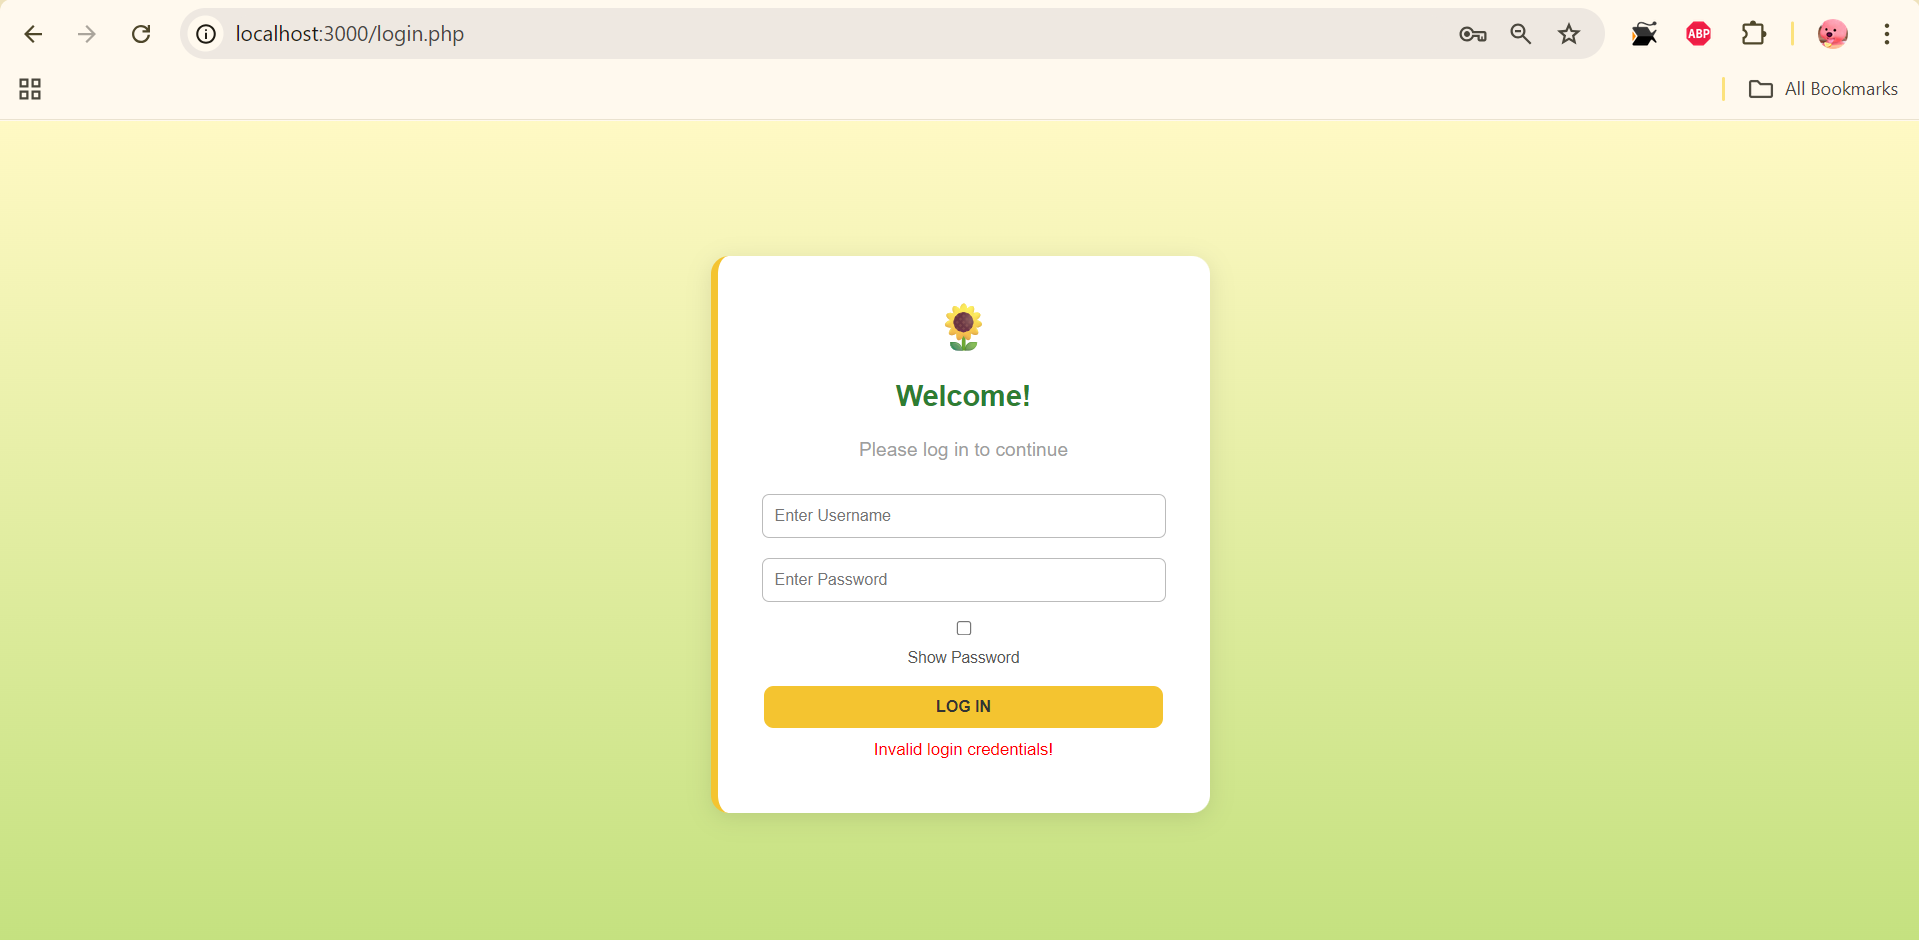 localhost:3000/login.php
ABP
All Bookmarks
Welcome!
Please log in to continue
Enter Username
Enter Password
Show Password
LOG IN
Invalid login credentials!